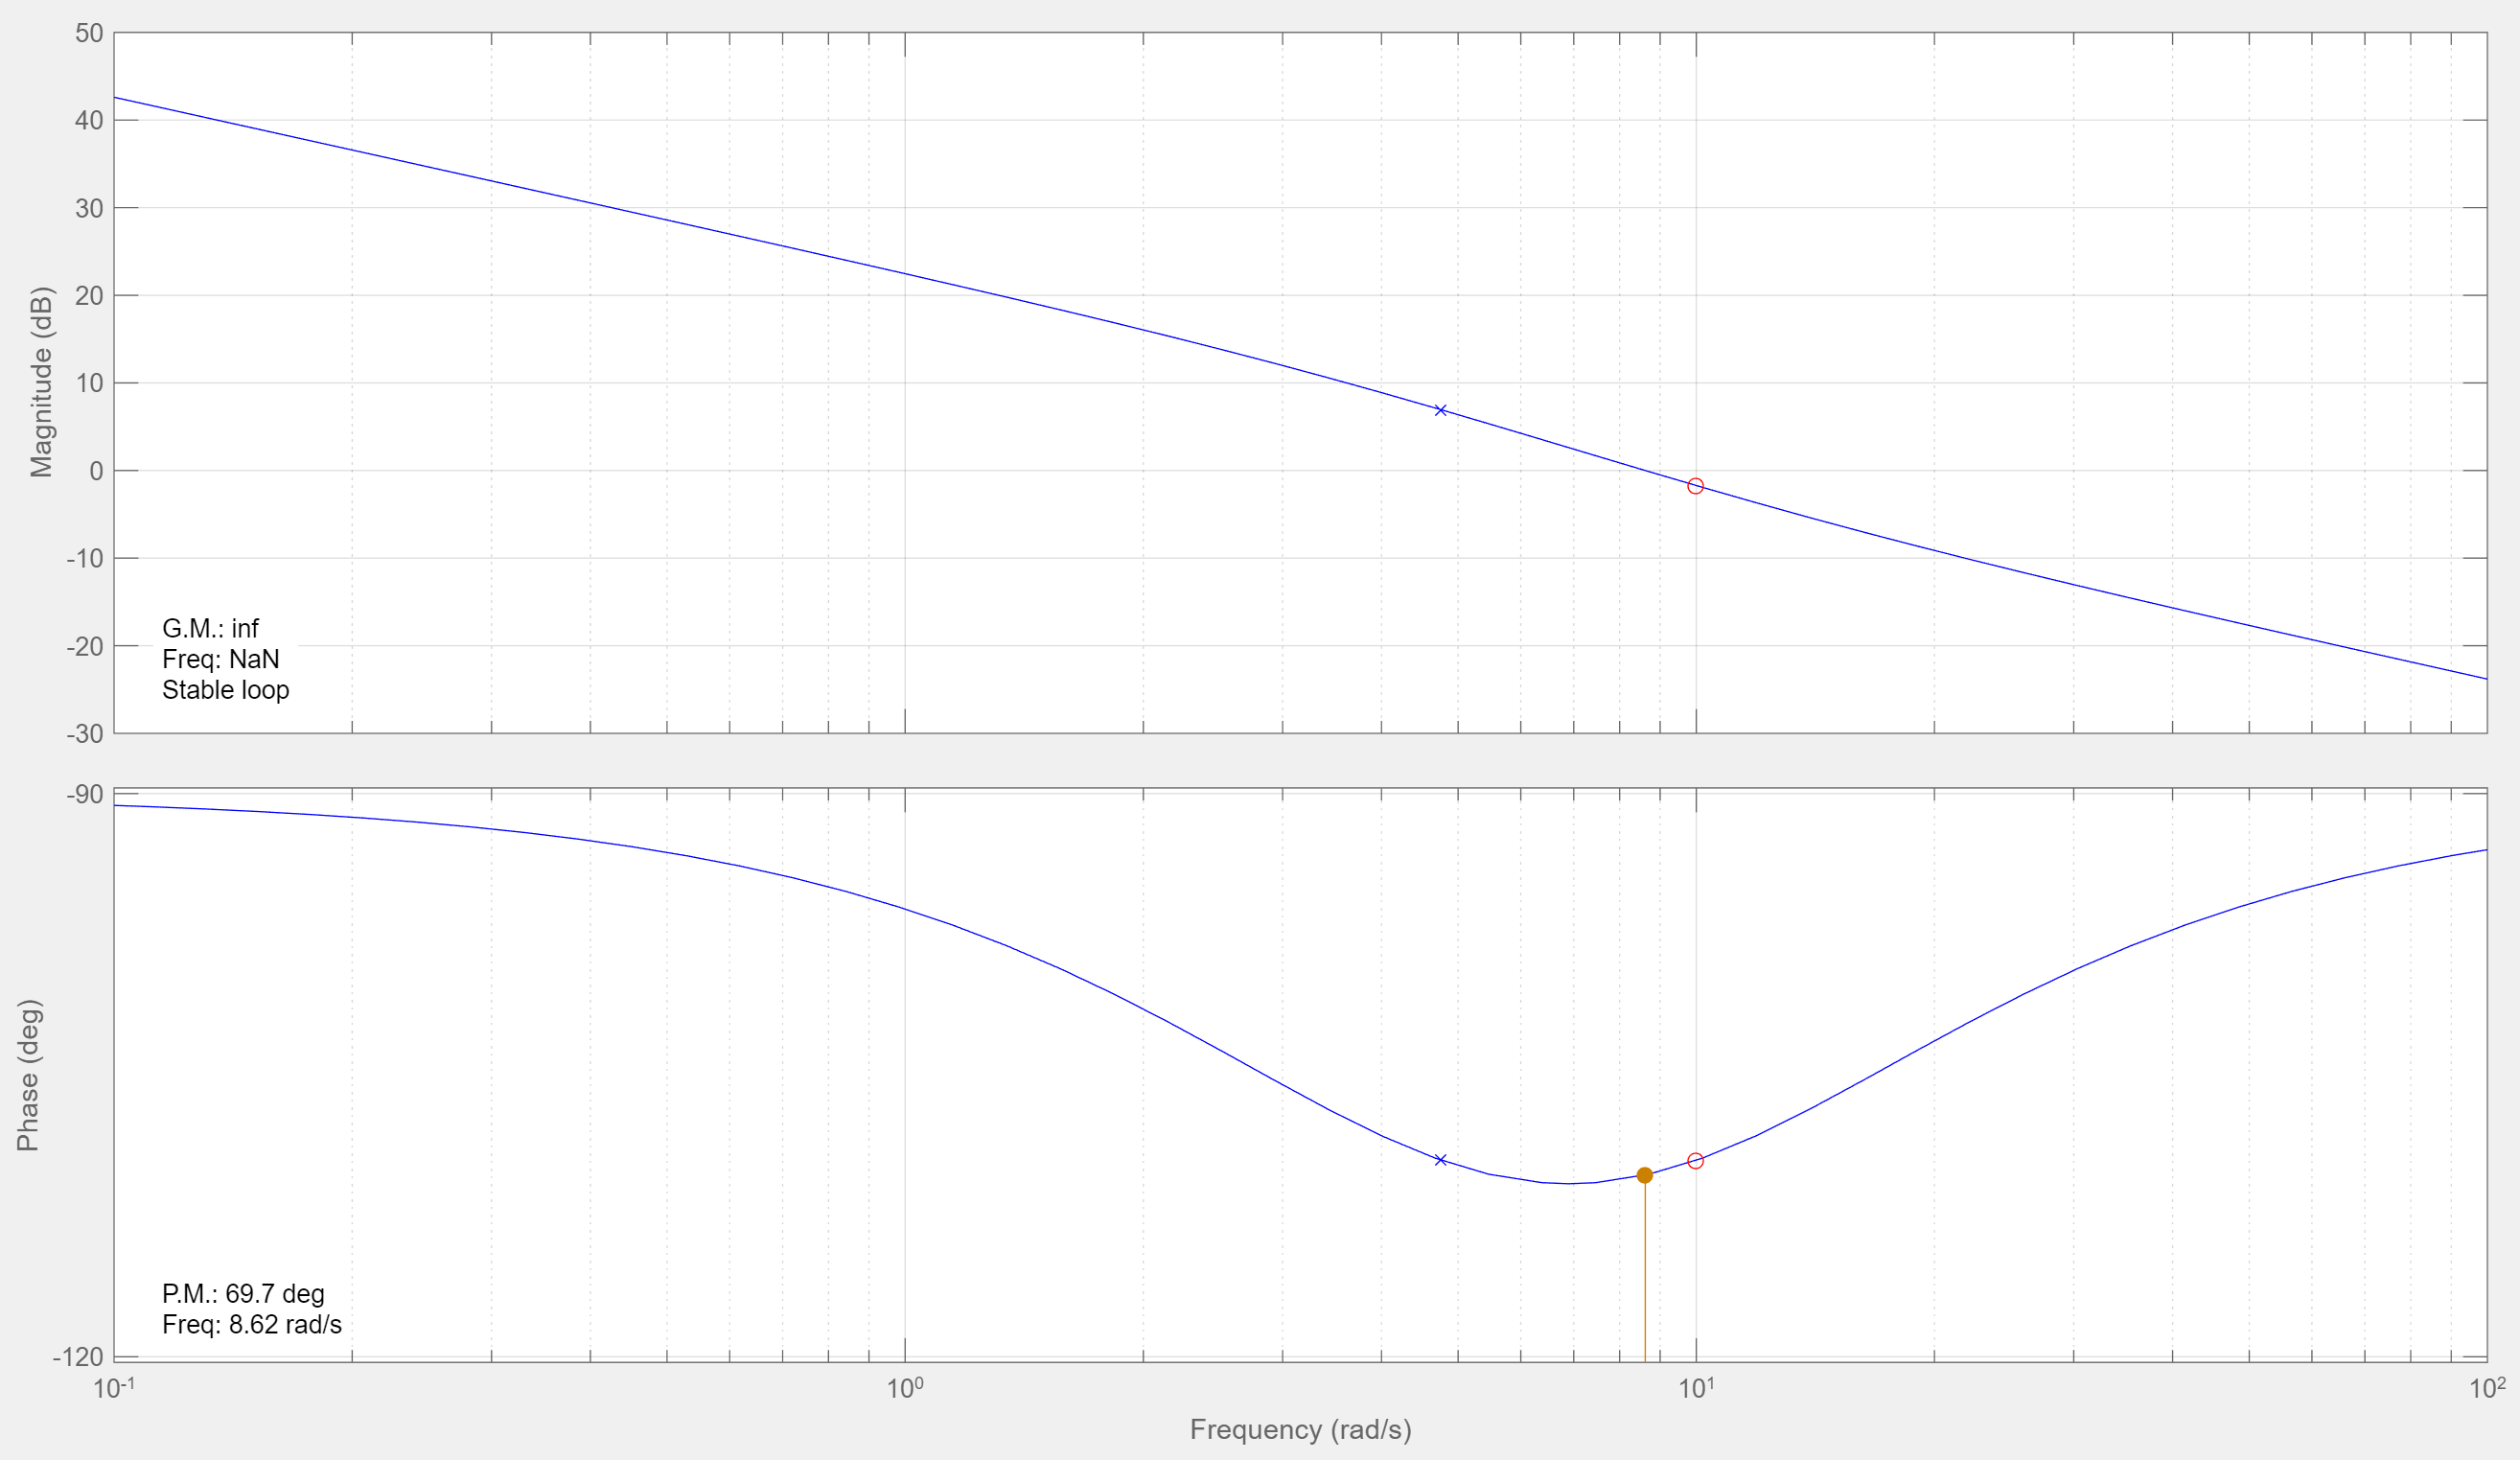 50
40
30
20
10
0
-10
-20
-30
Magnitude (dB)
G.M.: inf
Freq: NaN
Stable loop
-90
-120
Phase (deg)
P.M.: 69.7 deg
Freq: 8.62 rad/s
10-1 100 101 102
Frequency (rad/s)